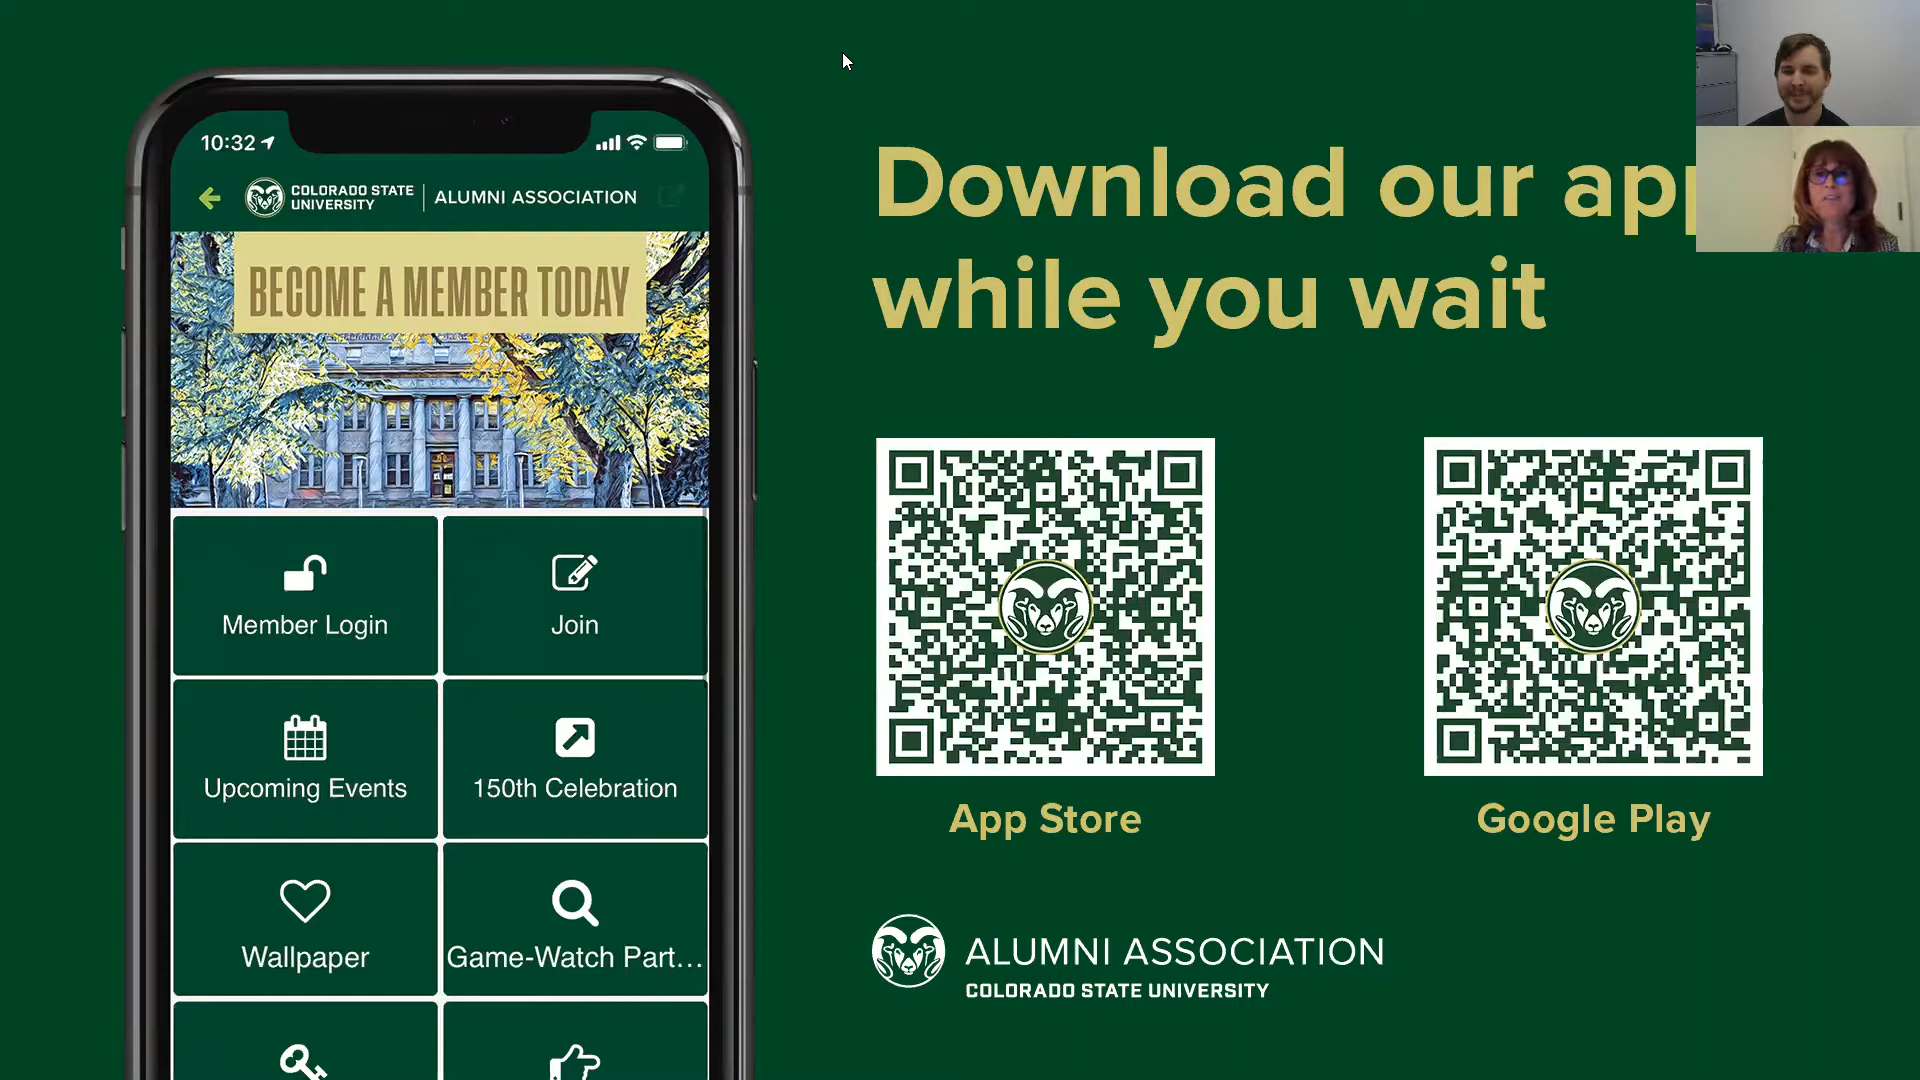 10:32
COLORADO STATE
UNIVERSITY
ALUMNI ASSOCIATION
BECOME A MEMBER TODAY
Member Login
Join
Upcoming Events
150th Celebration
Wallpaper
Game-Watch Part...
Download our ap
while you wait
App Store
Google Play
ALUMNI ASSOCIATION
COLORADO STATE UNIVERSITY